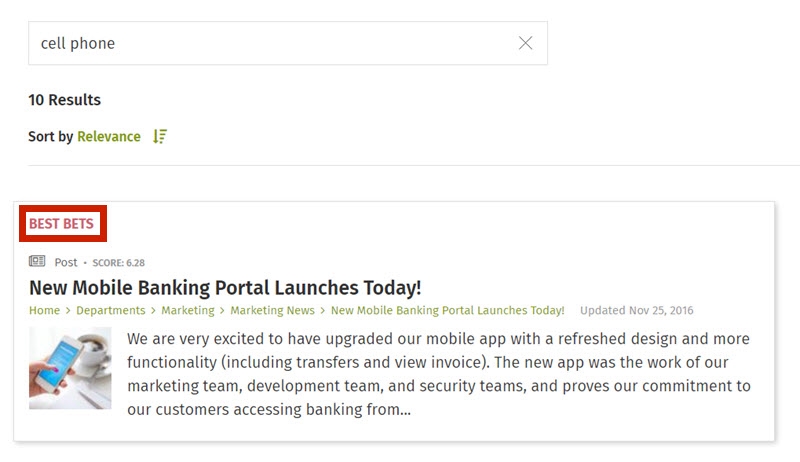 cell phone
10 Results
Sort by Relevance
BEST BETS
Post • SCORE: 6.28
New Mobile Banking Portal Launches Today!
Home > Departments > Marketing > Marketing News > New Mobile Banking Portal Launches Today! Updated Nov 25, 2016
We are very excited to have upgraded our mobile app with a refreshed design and more
functionality (including transfers and view invoice). The new app was the work of our
marketing team, development team, and security teams, and proves our commitment to
our customers accessing banking from...